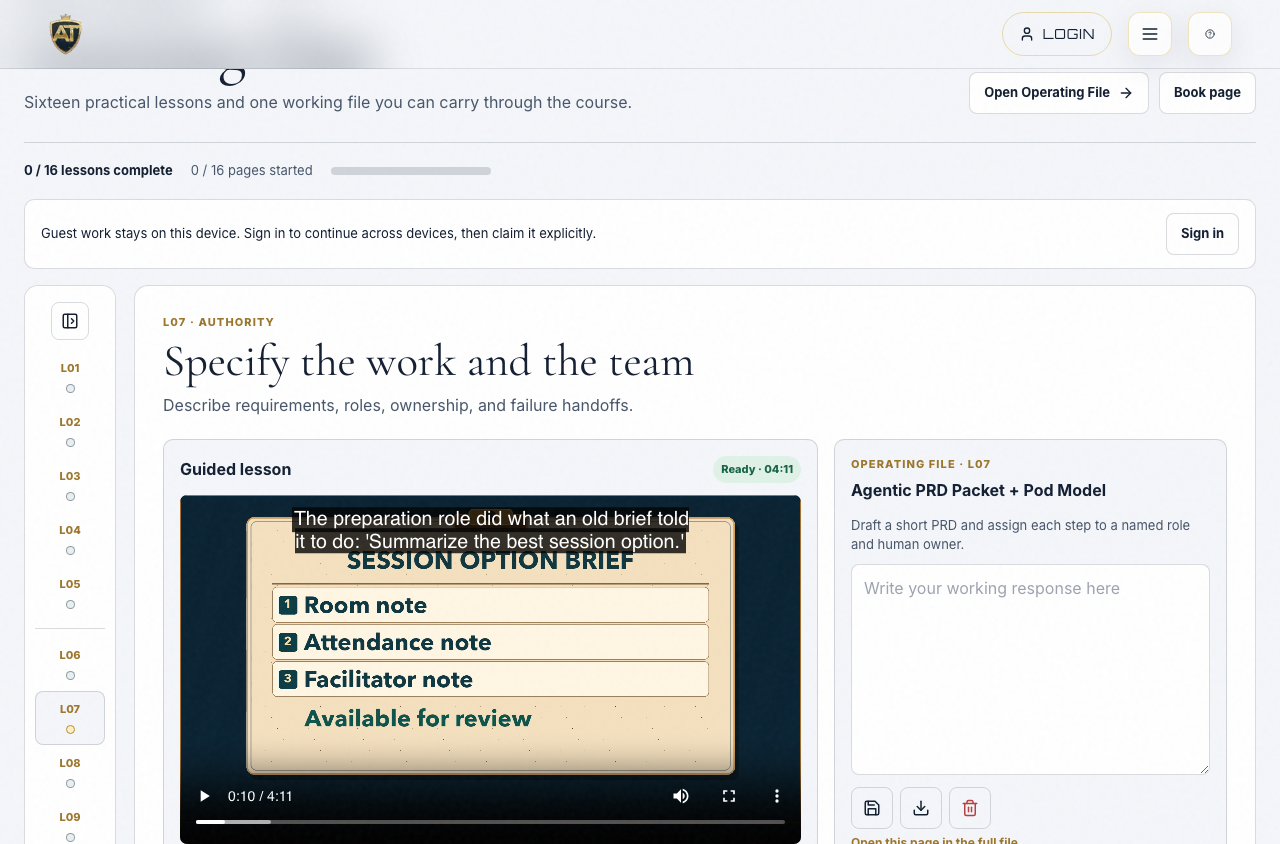 AT
LOGIN
Sixteen practical lessons and one working file you can carry through the course.
Open Operating File
Book page
0 / 16 lessons complete
0 / 16 pages started
Guest work stays on this device. Sign in to continue across devices, then claim it explicitly.
Sign in
L01
L02
L03
L04
L05
L06
L07
L08
L09
L07 · AUTHORITY
Specify the work and the team
Describe requirements, roles, ownership, and failure handoffs.
Guided lesson
Ready · 04:11
The preparation role did what an old brief told
it to do: 'Summarize the best session option.'
SESSION OPTION BRIEF
1 Room note
2 Attendance note
3 Facilitator note
Available for review
0:10 / 4:11
OPERATING FILE · L07
Agentic PRD Packet + Pod Model
Draft a short PRD and assign each step to a named role
and human owner.
Write your working response here
Open this page in the full file